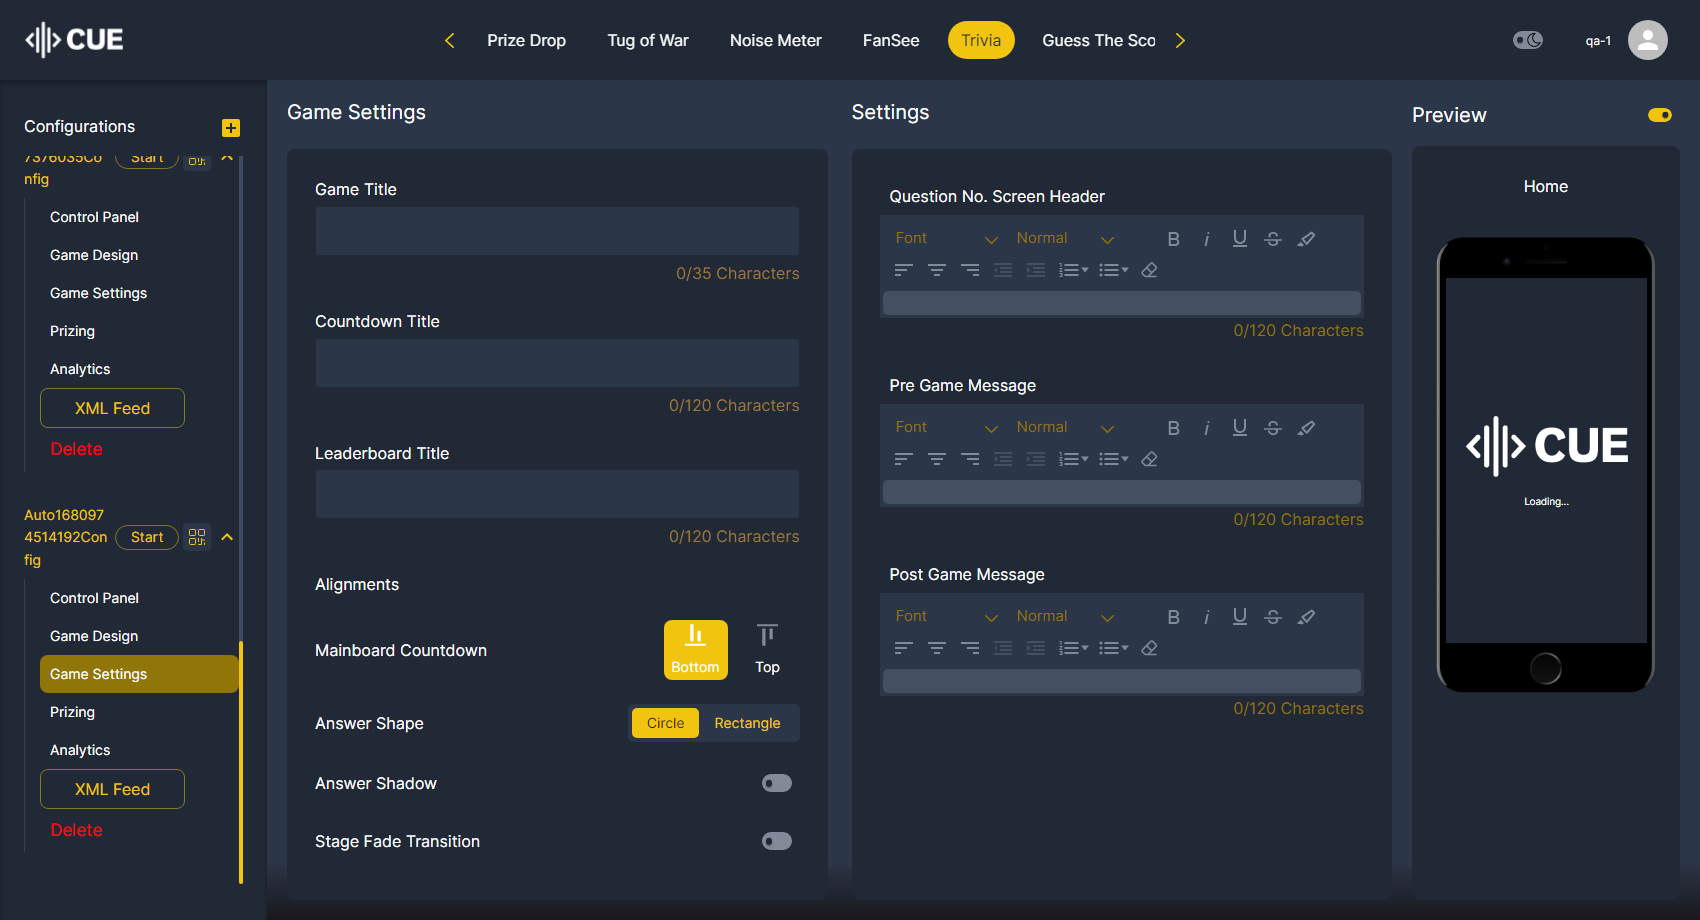 CUE
Prize Drop
Tug of War
Noise Meter
FanSee
Trivia
Guess The Sco
qa-1
Configurations
7376035Co
nfig
Start
Control Panel
Game Design
Game Settings
Prizing
Analytics
XML Feed
Delete
Auto168097
4514192Con
fig
Start
Control Panel
Game Design
Game Settings
Prizing
Analytics
XML Feed
Delete
Game Settings
Game Title
0/35 Characters
Countdown Title
0/120 Characters
Leaderboard Title
0/120 Characters
Alignments
Mainboard Countdown
Bottom
Top
Answer Shape
Circle
Rectangle
Answer Shadow
Stage Fade Transition
Settings
Question No. Screen Header
Font
Normal
0/120 Characters
Pre Game Message
Font
Normal
0/120 Characters
Post Game Message
Font
Normal
0/120 Characters
Preview
Home
CUE
Loading...